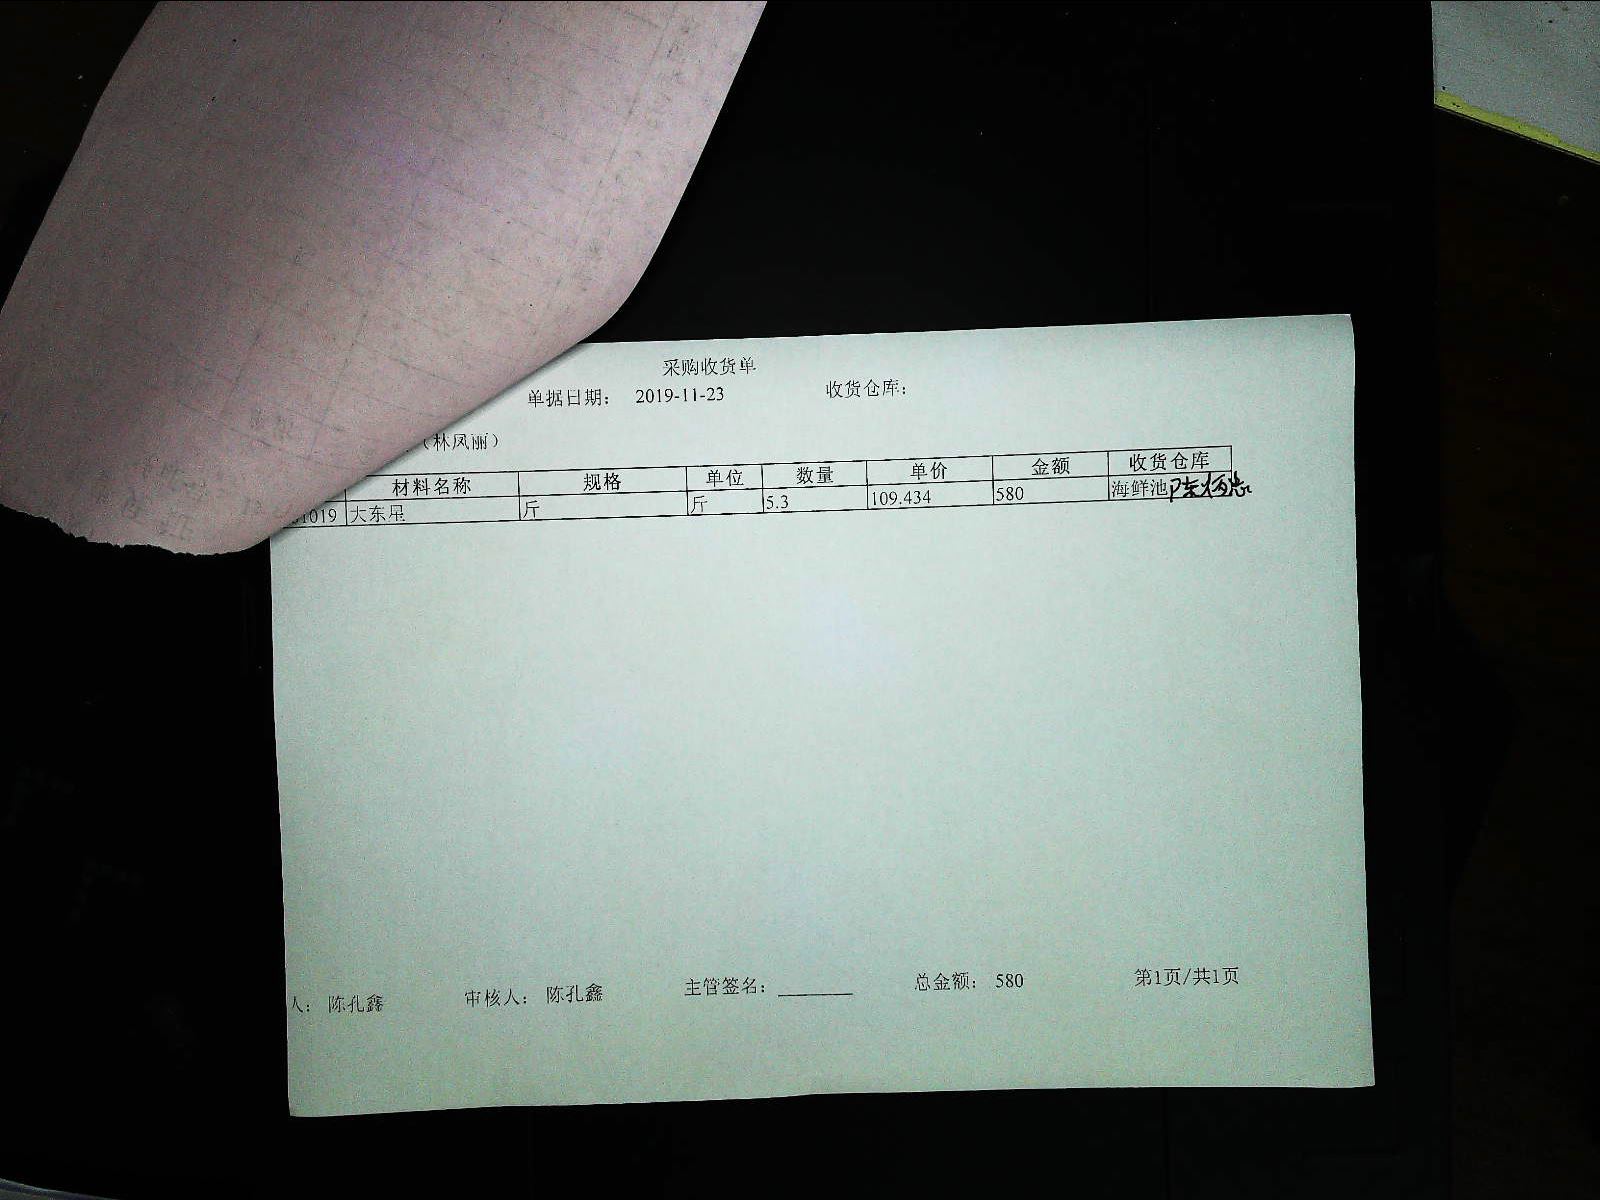 采购收货单
单据日期： 2019-11-23 收货仓库：
（林凤丽）
材料名称 规格 单位 数量 单价 金额 收货仓库
1019 大东星 斤 斤 5.3 109.434 580 海鲜池
人： 陈孔鑫 审核人： 陈孔鑫 主管签名： ________ 总金额： 580 第1页/共1页